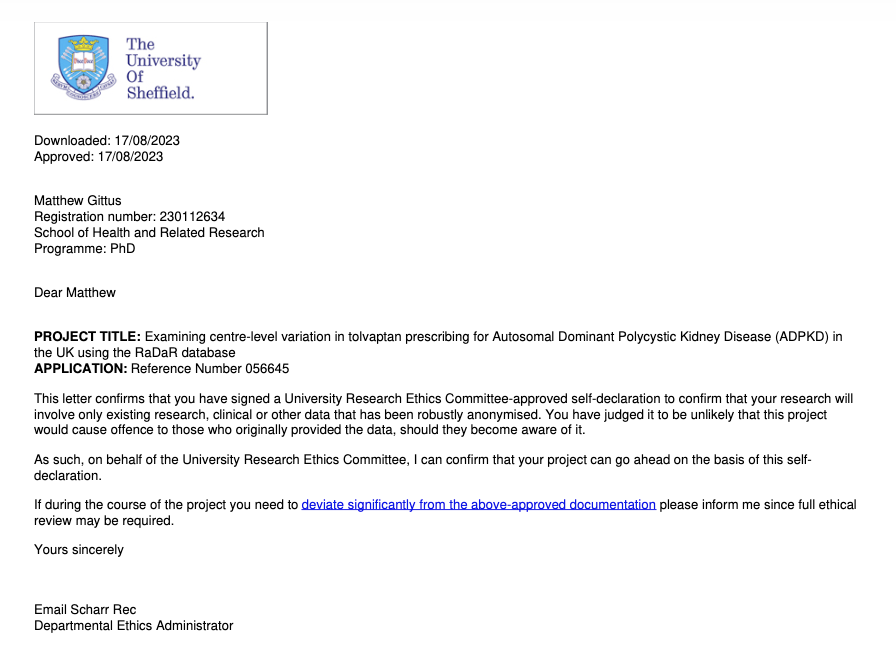 The
University
Of
Sheffield.
Downloaded: 17/08/2023
Approved: 17/08/2023
Matthew Gittus
Registration number: 230112634
School of Health and Related Research
Programme: PhD
Dear Matthew
PROJECT TITLE: Examining centre-level variation in tolvaptan prescribing for Autosomal Dominant Polycystic Kidney Disease (ADPKD) in
the UK using the RaDaR database
APPLICATION: Reference Number 056645
This letter confirms that you have signed a University Research Ethics Committee-approved self-declaration to confirm that your research will
involve only existing research, clinical or other data that has been robustly anonymised. You have judged it to be unlikely that this project
would cause offence to those who originally provided the data, should they become aware of it.
As such, on behalf of the University Research Ethics Committee, I can confirm that your project can go ahead on the basis of this self-
declaration.
If during the course of the project you need to deviate significantly from the above-approved documentation please inform me since full ethical
review may be required.
Yours sincerely
Email Scharr Rec
Departmental Ethics Administrator